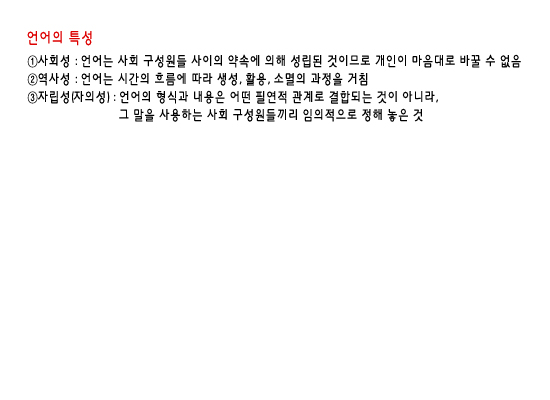 언어의 특성
①사회성 : 언어는 사회 구성원들 사이의 약속에 의해 성립된 것이므로 개인이 마음대로 바꿀 수 없음
②역사성 : 언어는 시간의 흐름에 따라 생성, 활용, 소멸의 과정을 거침
③자립성(자의성) : 언어의 형식과 내용은 어떤 필연적 관계로 결합되는 것이 아니라,
그 말을 사용하는 사회 구성원들끼리 임의적으로 정해 놓은 것